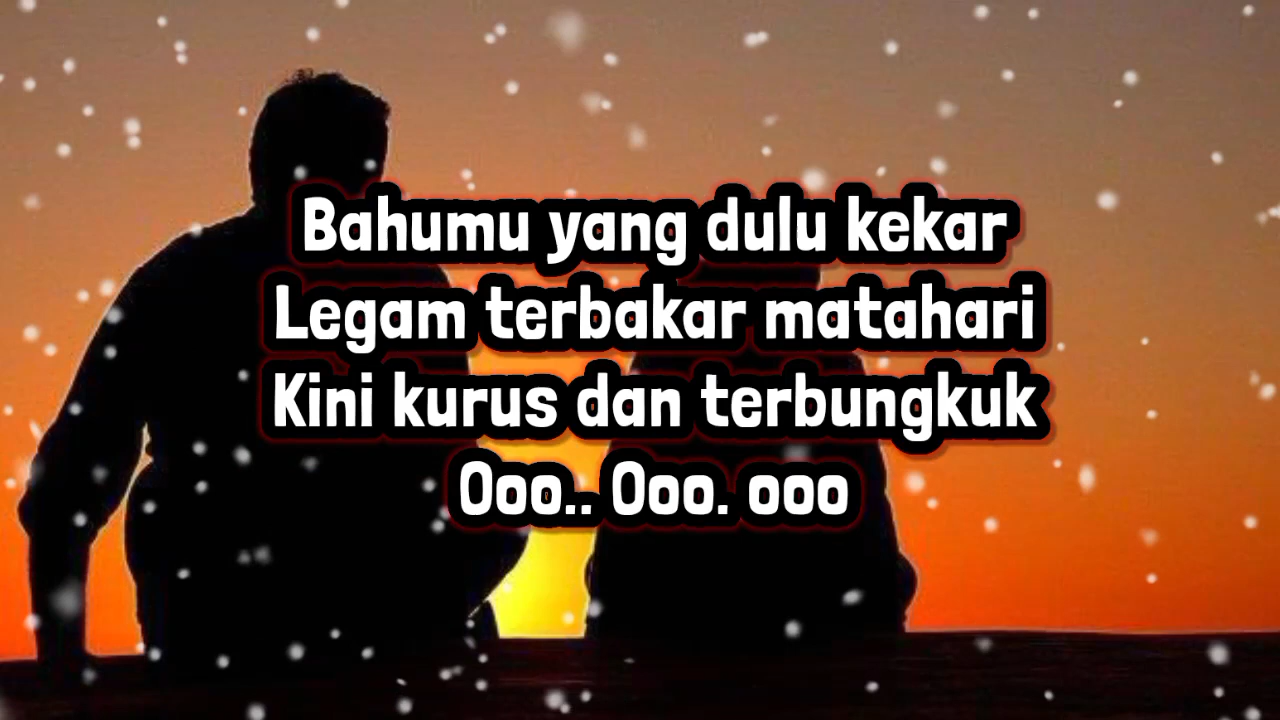 Bahumu yang dulu kekar
Legam terbakar matahari
Kini kurus dan terbungkuk
Ooo.. Ooo. ooo